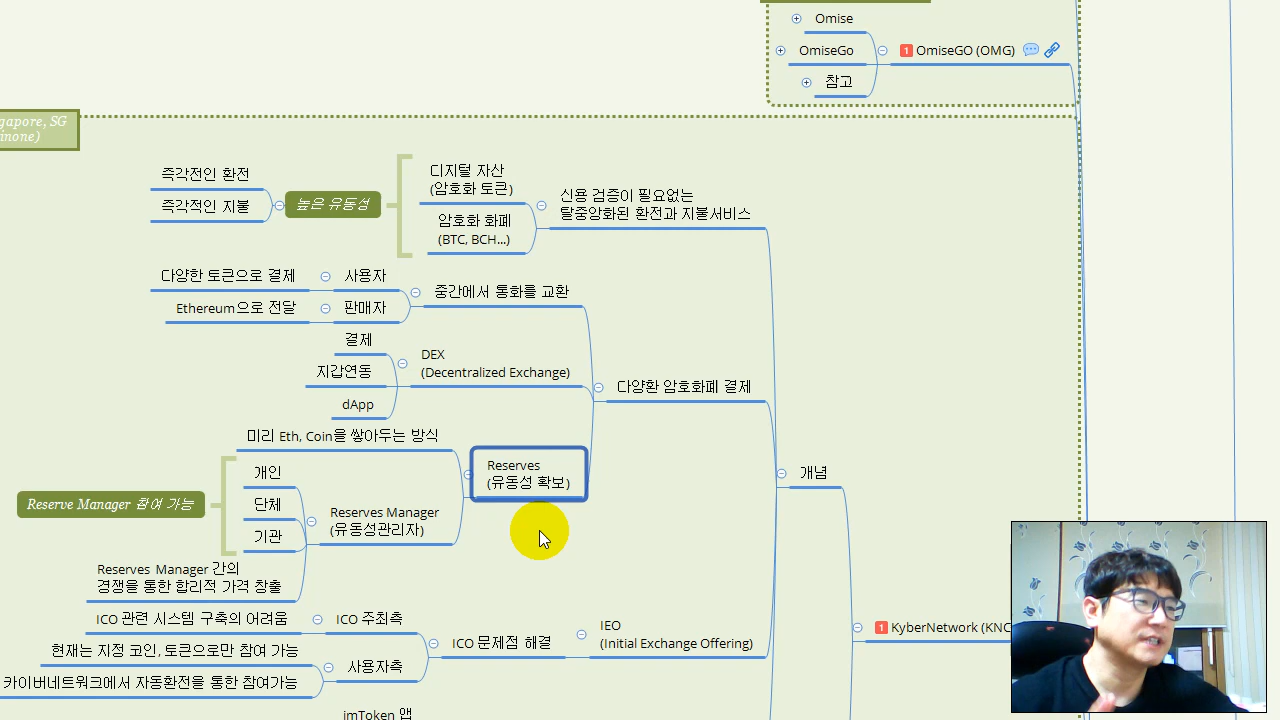 Omise
OmiseGo
1 OmiseGO (OMG)
참고
gapore, SG
inone)
즉각전인 환전
즉각적인 지불
높은 유동성
디지털 자산
(암호화 토큰)
암호화 화폐
(BTC, BCH...)
신용 검증이 필요없는
탈중앙화된 환전과 지불서비스
다양한 토큰으로 결제
사용자
Ethereum으로 전달
판매자
중간에서 통화를 교환
결제
지갑연동
dApp
DEX
(Decentralized Exchange)
다양환 암호화폐 결제
미리 Eth, Coin을 쌓아두는 방식
Reserves
(유동성 확보)
개인
단체
기관
Reserve Manager 참여 가능
Reserves Manager
(유동성관리자)
Reserves Manager 간의
경쟁을 통한 합리적 가격 창출
개념
ICO 관련 시스템 구축의 어려움
ICO 주최측
현재는 지정 코인, 토큰으로만 참여 가능
카이버네트워크에서 자동환전을 통한 참여가능
사용자측
ICO 문제점 해결
IEO
(Initial Exchange Offering)
1 KyberNetwork (KNC
imToken 앱